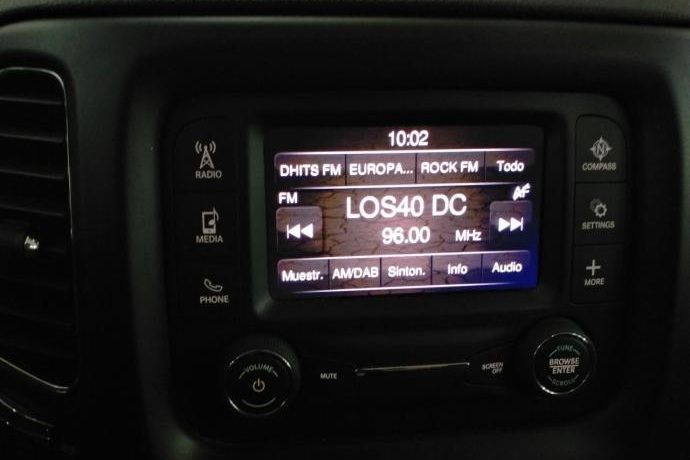 10:02
DHITS FM EUROPA... ROCK FM Todo
FM AF
LOS40 DC
96.00 MHz
Muestr. AM/DAB Sinton. Info Audio
RADIO
MEDIA
PHONE
N
COMPASS
SETTINGS
MORE
VOLUME
MUTE
SCREEN
OFF
TUNE
BROWSE
ENTER
SCROLL